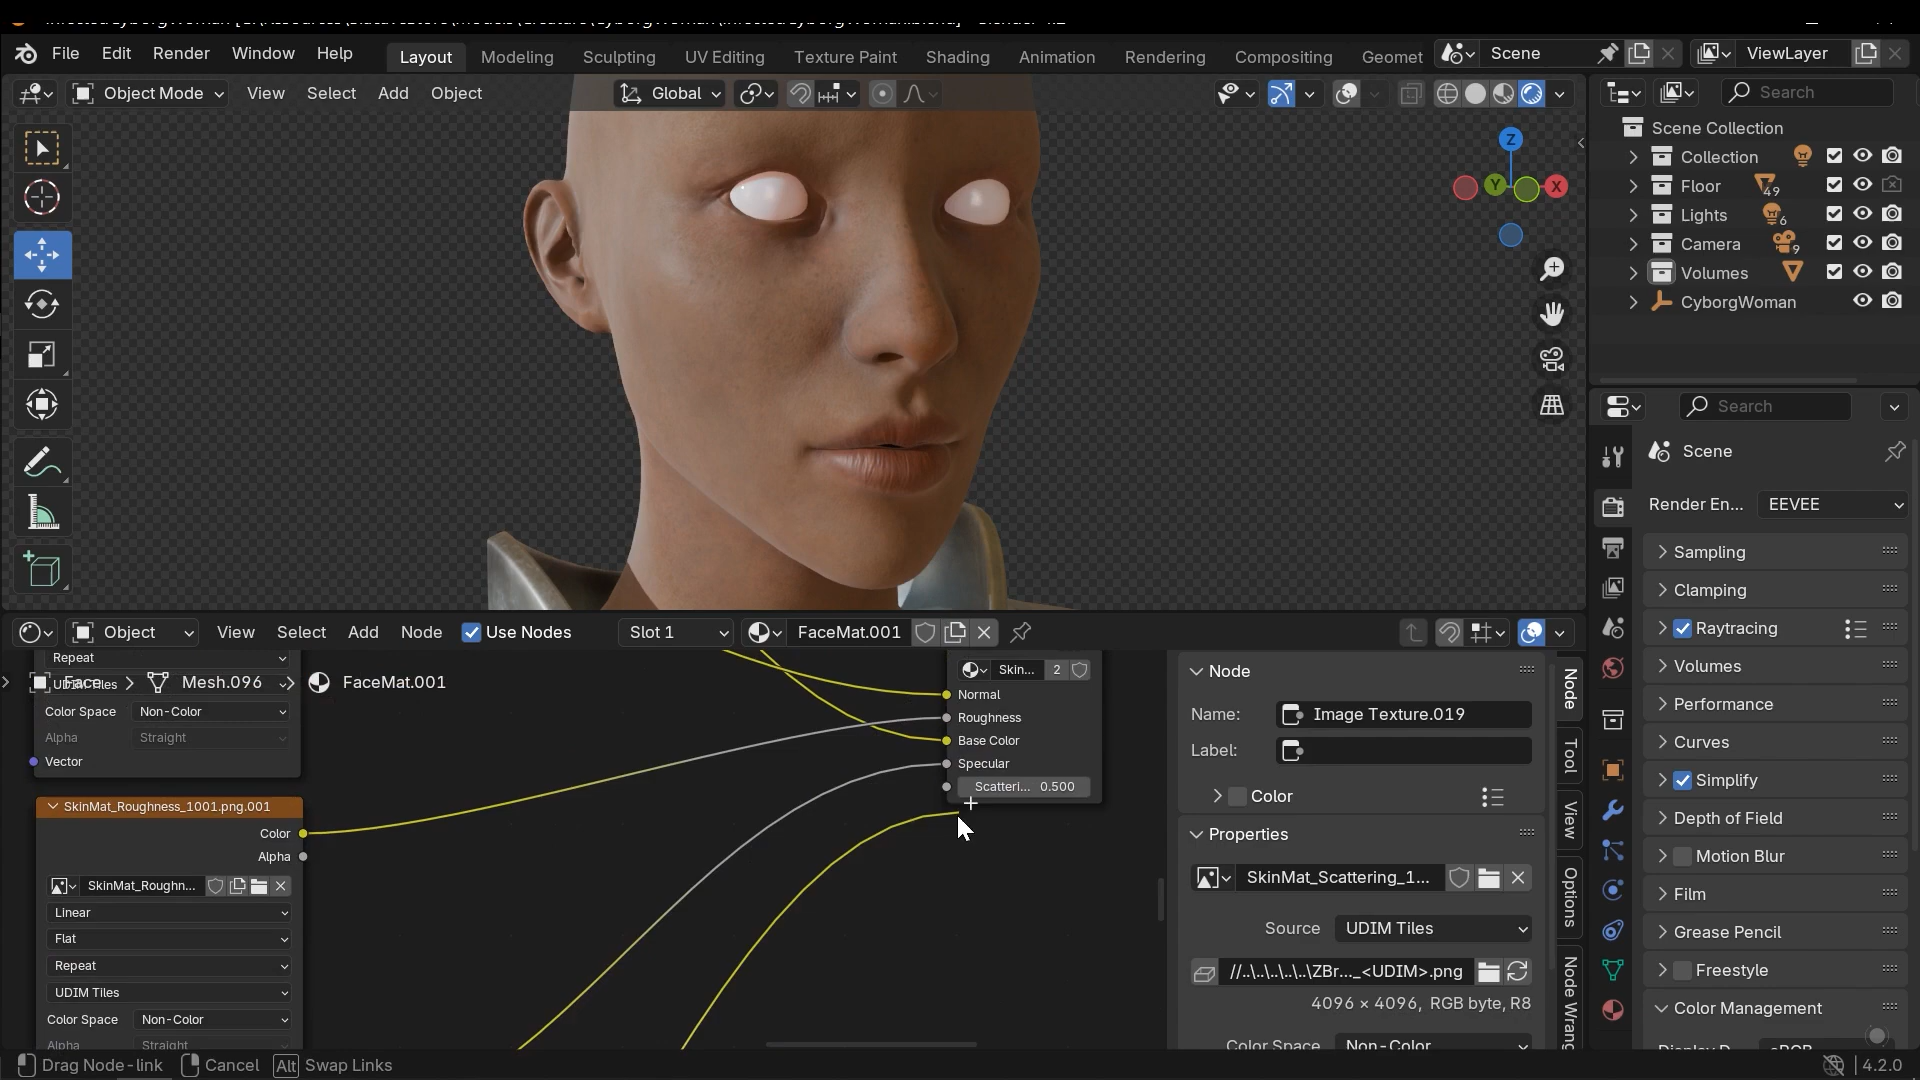 File Edit Render Window Help Layout Modeling Sculpting UV Editing Texture Paint Shading Animation Rendering Compositing Geomet Scene ViewLayer
Object Mode View Select Add Object Global Search
Scene Collection
Z
Collection
Y X Floor 49
Lights 6
Camera 9
Volumes
CyborgWoman
Search
Scene
Render En... EEVEE
Sampling
Clamping
Raytracing
Volumes
Performance
Curves
Simplify
Depth of Field
Motion Blur
Film
Grease Pencil
Freestyle
Color Management
Object View Select Add Node Use Nodes Slot 1 FaceMat.001
Repeat
UDIM Tiles
Mesh.096 FaceMat.001
Color Space Non-Color
Alpha Straight
Vector
SkinMat_Roughness_1001.png.001
Color
Alpha
SkinMat_Roughn...
Linear
Flat
Repeat
UDIM Tiles
Color Space Non-Color
Alpha Straight
Skin... 2
Normal
Roughness
Base Color
Specular
Scatteri... 0.500
Node
Name: Image Texture.019
Label:
Color
Properties
SkinMat_Scattering_1...
Source UDIM Tiles
//..\..\..\..\..\ZBr..._<UDIM>.png
4096 × 4096, RGB byte, R8
Color Space Non-Color
Node
Tool
View
Options
Node Wrang
Drag Node-link Cancel Alt Swap Links 4.2.0